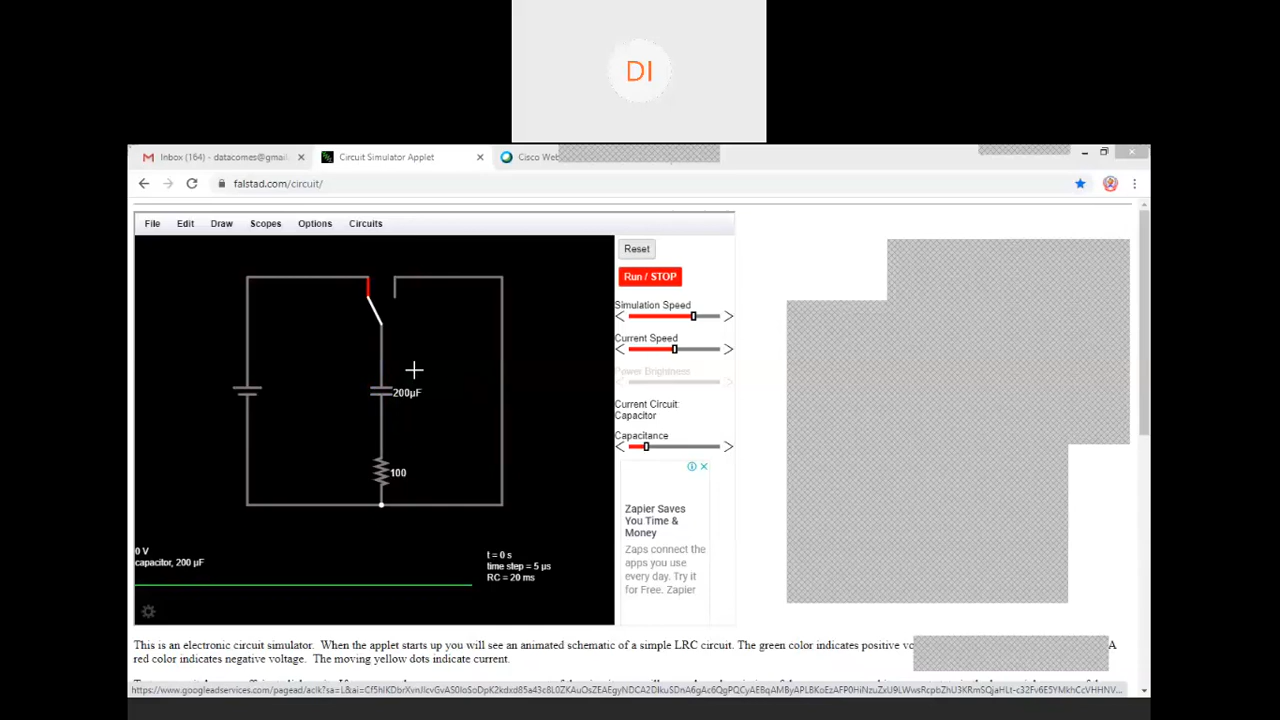 DI
Inbox (164) - datacomes@gmail.
Circuit Simulator Applet
Cisco Web
falstad.com/circuit/
File Edit Draw Scopes Options Circuits
Reset
Run / STOP
Simulation Speed
Current Speed
Power Brightness
Current Circuit:
Capacitor
Capacitance
200μF
100
0 V
capacitor, 200 μF
t = 0 s
time step = 5 μs
RC = 20 ms
Zapier Saves
You Time &
Money
Zaps connect the
apps you use
every day. Try it
for Free. Zapier
This is an electronic circuit simulator. When the applet starts up you will see an animated schematic of a simple LRC circuit. The green color indicates positive A
red color indicates negative voltage. The moving yellow dots indicate current.